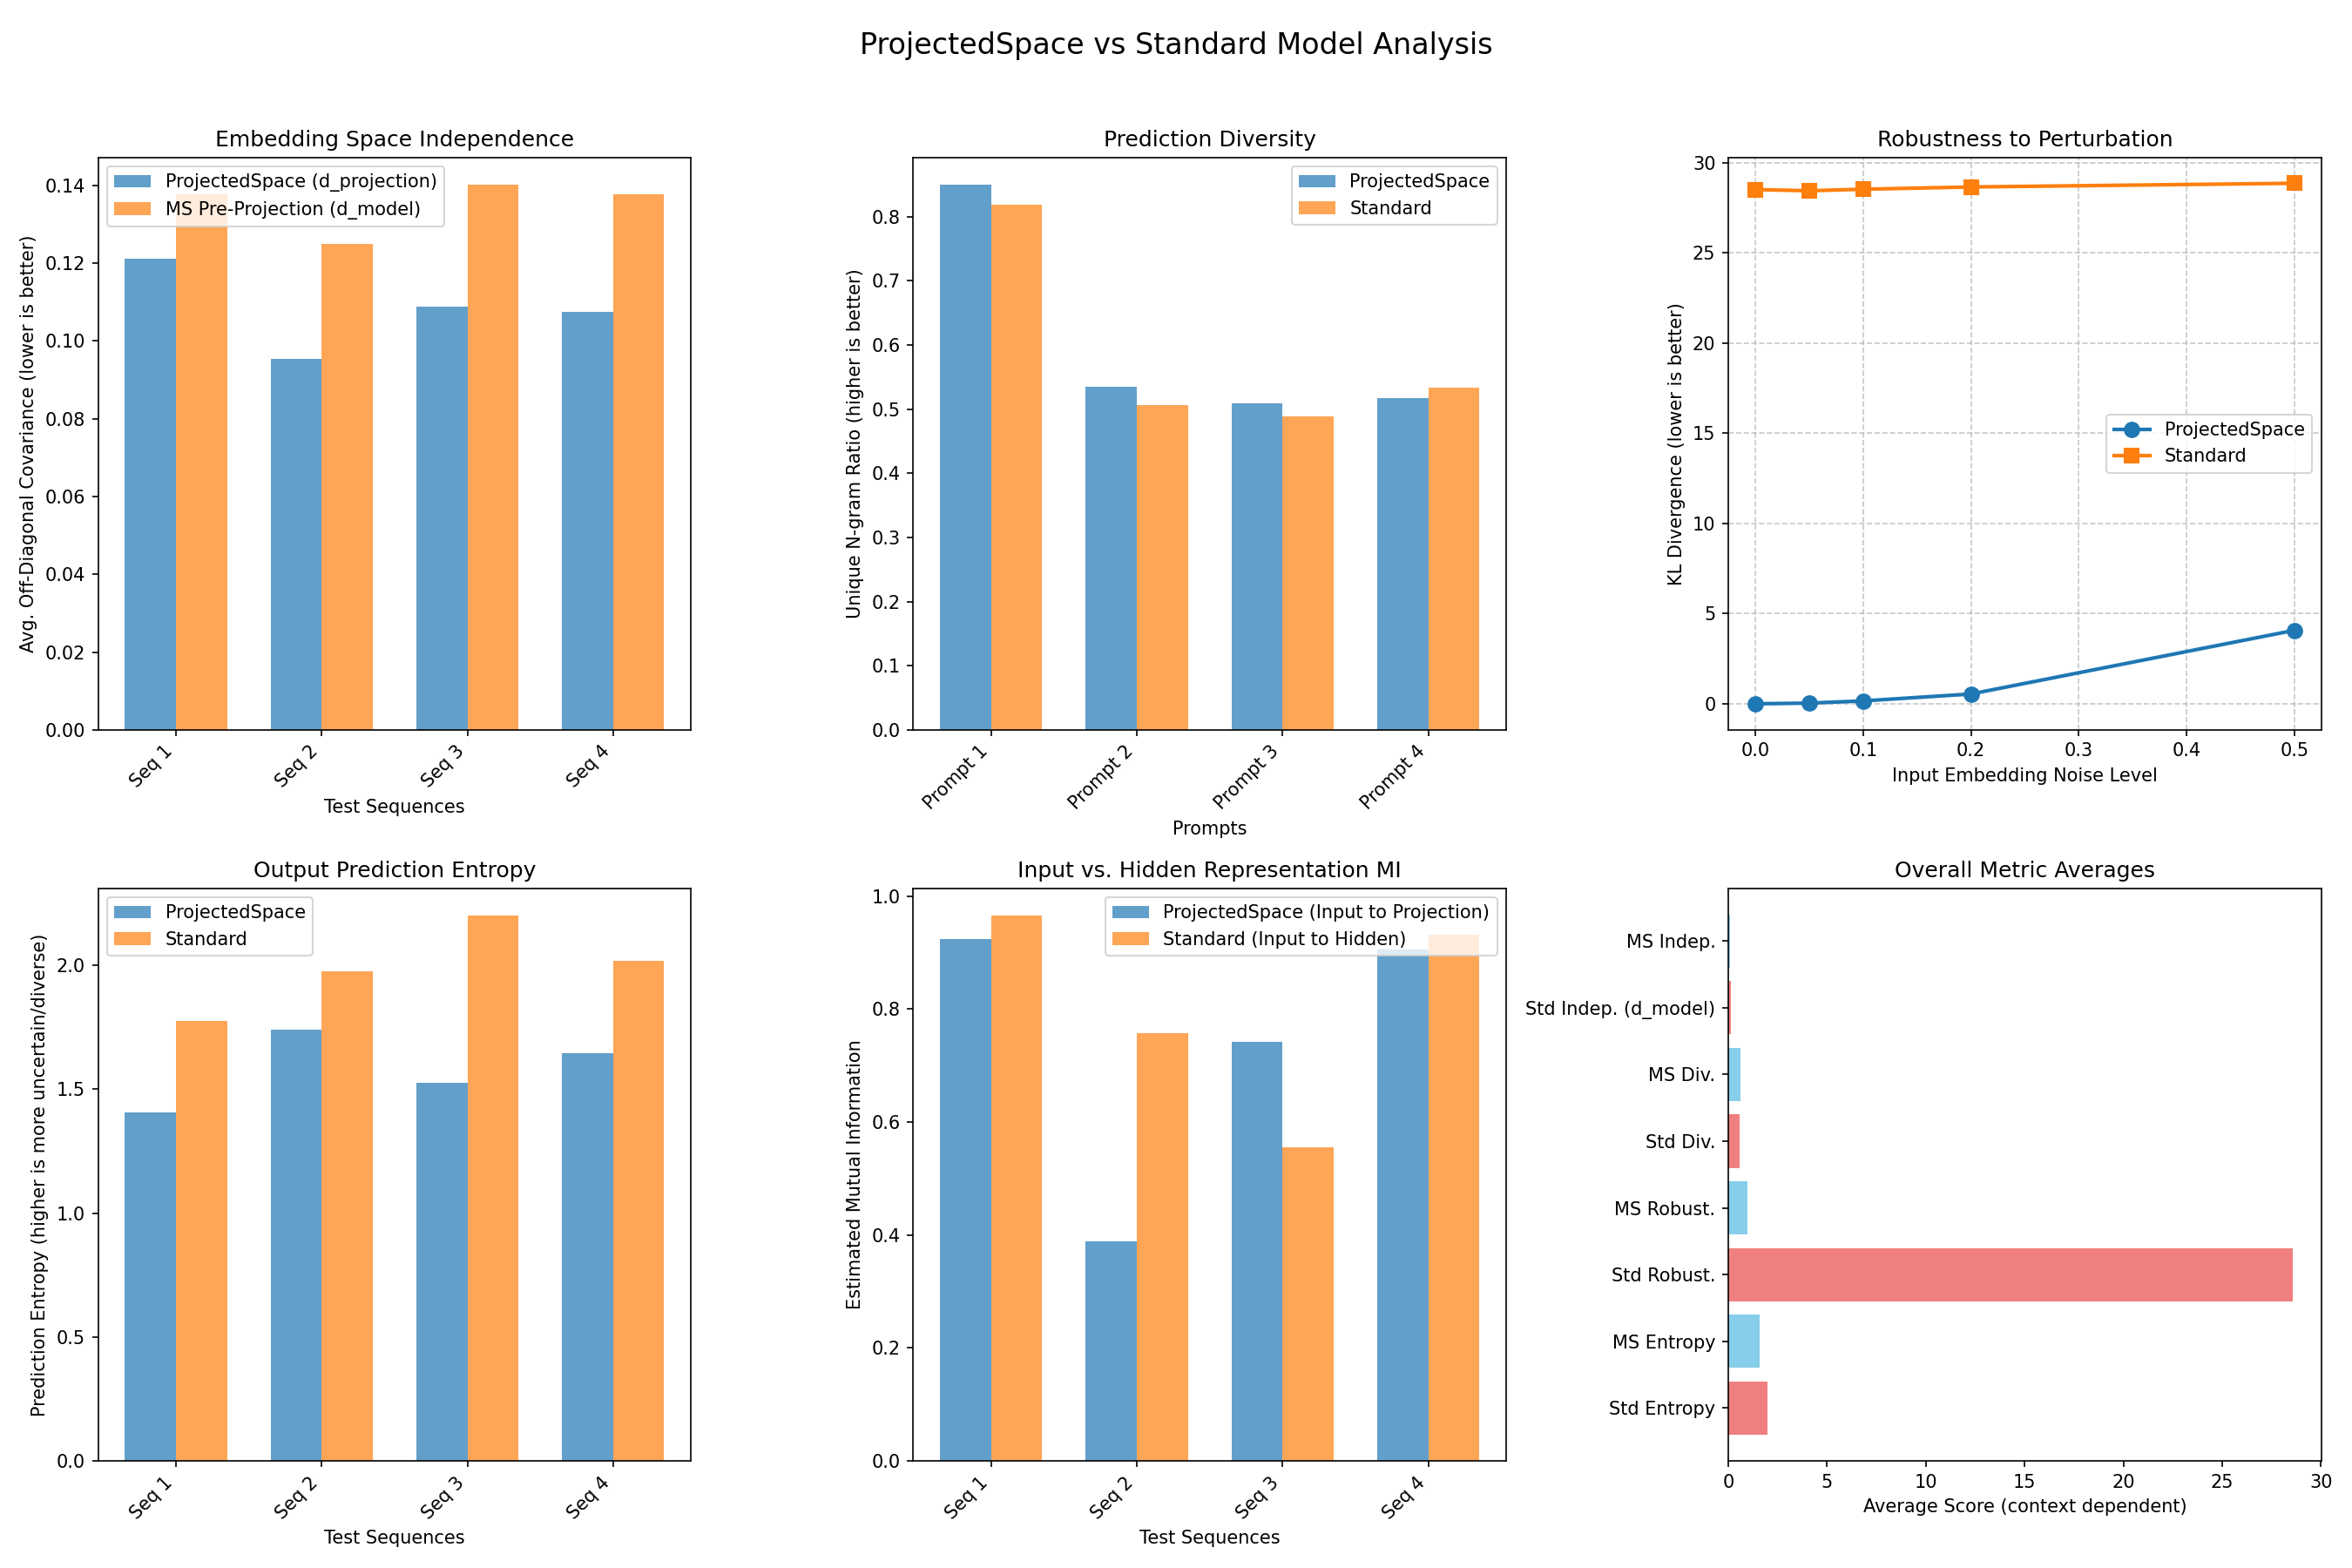 ProjectedSpace vs Standard Model Analysis
Embedding Space Independence
ProjectedSpace (d_projection)
MS Pre-Projection (d_model)
Avg. Off-Diagonal Covariance (lower is better)
0.14
0.12
0.10
0.08
0.06
0.04
0.02
0.00
Seq 1
Seq 2
Seq 3
Seq 4
Test Sequences
Prediction Diversity
ProjectedSpace
Standard
Unique N-gram Ratio (higher is better)
0.8
0.7
0.6
0.5
0.4
0.3
0.2
0.1
0.0
Prompt 1
Prompt 2
Prompt 3
Prompt 4
Prompts
Robustness to Perturbation
KL Divergence (lower is better)
30
25
20
15
10
5
0
ProjectedSpace
Standard
0.0
0.1
0.2
0.3
0.4
0.5
Input Embedding Noise Level
Output Prediction Entropy
ProjectedSpace
Standard
Prediction Entropy (higher is more uncertain/diverse)
2.0
1.5
1.0
0.5
0.0
Seq 1
Seq 2
Seq 3
Seq 4
Test Sequences
Input vs. Hidden Representation MI
ProjectedSpace (Input to Projection)
Standard (Input to Hidden)
Estimated Mutual Information
1.0
0.8
0.6
0.4
0.2
0.0
Seq 1
Seq 2
Seq 3
Seq 4
Test Sequences
Overall Metric Averages
MS Indep.
Std Indep. (d_model)
MS Div.
Std Div.
MS Robust.
Std Robust.
MS Entropy
Std Entropy
0
5
10
15
20
25
30
Average Score (context dependent)